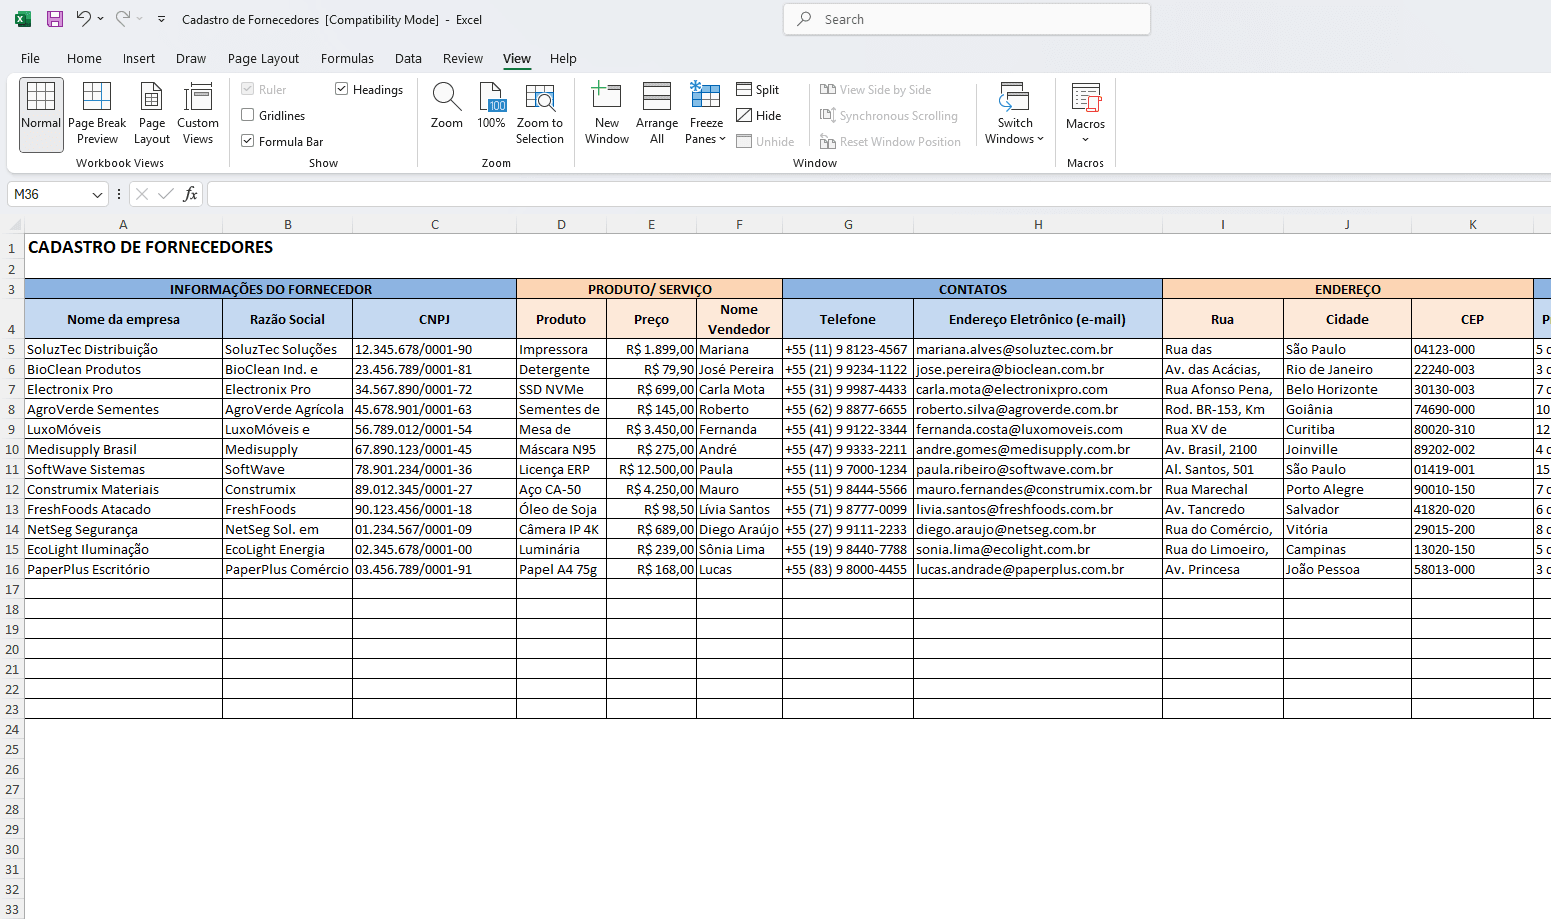 Cadastro de Fornecedores [Compatibility Mode] - Excel
Search
File Home Insert Draw Page Layout Formulas Data Review View Help
Normal
Page Break Preview
Page Layout
Custom Views
Workbook Views
Ruler
Gridlines
Formula Bar
Headings
Show
Zoom
100
100%
Zoom to Selection
Zoom
New Window
Arrange All
Freeze Panes
Split
Hide
Unhide
View Side by Side
Synchronous Scrolling
Reset Window Position
Window
Switch Windows
Macros
Macros
M36
fx
A B C D E F G H I J K
1 CADASTRO DE FORNECEDORES
2
3 INFORMAÇÕES DO FORNECEDOR PRODUTO/ SERVIÇO CONTATOS ENDEREÇO
4 Nome da empresa Razão Social CNPJ Produto Preço Nome Vendedor Telefone Endereço Eletrônico (e-mail) Rua Cidade CEP P
5 SoluzTec Distribuição SoluzTec Soluções 12.345.678/0001-90 Impressora R$ 1.899,00 Mariana +55 (11) 9 8123-4567 mariana.alves@soluztec.com.br Rua das São Paulo 04123-000 5
6 BioClean Produtos BioClean Ind. e 23.456.789/0001-81 Detergente R$ 79,90 José Pereira +55 (21) 9 9234-1122 jose.pereira@bioclean.com.br Av. das Acácias, Rio de Janeiro 22240-003 3
7 Electronix Pro Electronix Pro 34.567.890/0001-72 SSD NVMe R$ 699,00 Carla Mota +55 (31) 9 9987-4433 carla.mota@electronixpro.com Rua Afonso Pena, Belo Horizonte 30130-003 7
8 AgroVerde Sementes AgroVerde Agrícola 45.678.901/0001-63 Sementes de R$ 145,00 Roberto +55 (62) 9 8877-6655 roberto.silva@agroverde.com.br Rod. BR-153, Km Goiânia 74690-000 10
9 LuxoMóveis LuxoMóveis e 56.789.012/0001-54 Mesa de R$ 3.450,00 Fernanda +55 (41) 9 9122-3344 fernanda.costa@luxomoveis.com Rua XV de Curitiba 80020-310 12
10 Medisupply Brasil Medisupply 67.890.123/0001-45 Máscara N95 R$ 275,00 André +55 (47) 9 9333-2211 andre.gomes@medisupply.com.br Av. Brasil, 2100 Joinville 89202-002 4
11 SoftWave Sistemas SoftWave 78.901.234/0001-36 Licença ERP R$ 12.500,00 Paula +55 (11) 9 7000-1234 paula.ribeiro@softwave.com.br Al. Santos, 501 São Paulo 01419-001 15
12 Construmix Materiais Construmix 89.012.345/0001-27 Aço CA-50 R$ 4.250,00 Mauro +55 (51) 9 8444-5566 mauro.fernandes@construmix.com.br Rua Marechal Porto Alegre 90010-150 7
13 FreshFoods Atacado FreshFoods 90.123.456/0001-18 Óleo de Soja R$ 98,50 Lívia Santos +55 (71) 9 8777-0099 livia.santos@freshfoods.com.br Av. Tancredo Salvador 41820-020 6
14 NetSeg Segurança NetSeg Sol. em 01.234.567/0001-09 Câmera IP 4K R$ 689,00 Diego Araújo +55 (27) 9 9111-2233 diego.araujo@netseg.com.br Rua do Comércio, Vitória 29015-200 8
15 EcoLight Iluminação EcoLight Energia 02.345.678/0001-00 Luminária R$ 239,00 Sônia Lima +55 (19) 9 8440-7788 sonia.lima@ecolight.com.br Rua do Limoeiro, Campinas 13020-150 5
16 PaperPlus Escritório PaperPlus Comércio 03.456.789/0001-91 Papel A4 75g R$ 168,00 Lucas +55 (83) 9 8000-4455 lucas.andrade@paperplus.com.br Av. Princesa João Pessoa 58013-000 3
17
18
19
20
21
22
23
24
25
26
27
28
29
30
31
32
33